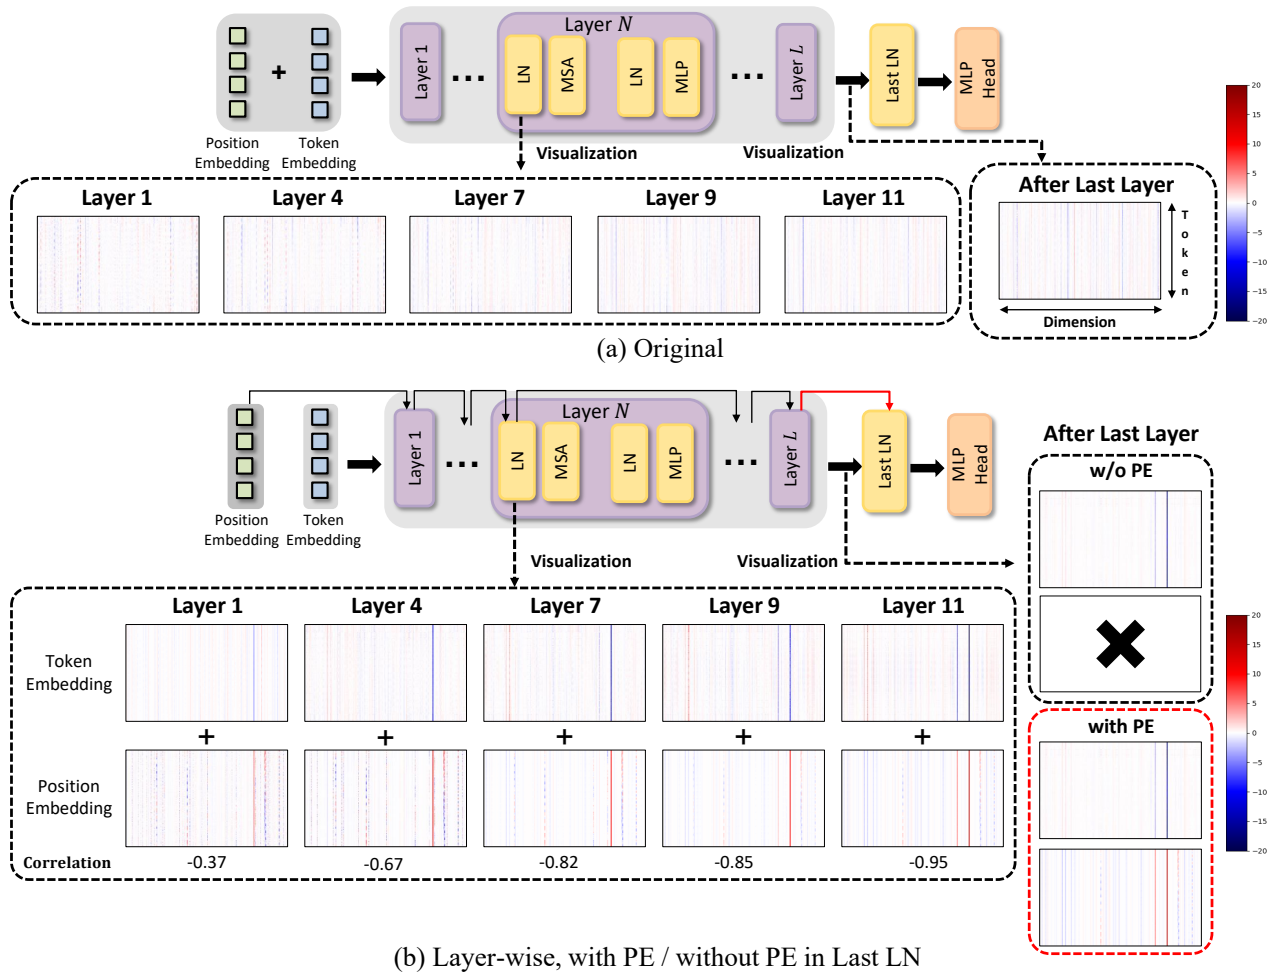 Layer N
Layer 1
LN
MSA
LN
MLP
Layer L
Last LN
MLP
Head
+
...
...
Position
Embedding
Token
Embedding
Visualization
Visualization
Layer 1
Layer 4
Layer 7
Layer 9
Layer 11
After Last Layer
Token
Dimension
20
15
10
5
0
−5
−10
−15
−20
(a) Original
Layer N
Layer 1
...
LN
MSA
LN
MLP
...
Layer L
Last LN
MLP
Head
Position
Embedding
Token
Embedding
Visualization
Visualization
After Last Layer
w/o PE
with PE
Layer 1
Layer 4
Layer 7
Layer 9
Layer 11
Token
Embedding
+
+
+
+
+
Position
Embedding
Correlation
-0.37
-0.67
-0.82
-0.85
-0.95
20
15
10
5
0
−5
−10
−15
−20
(b) Layer-wise, with PE / without PE in Last LN